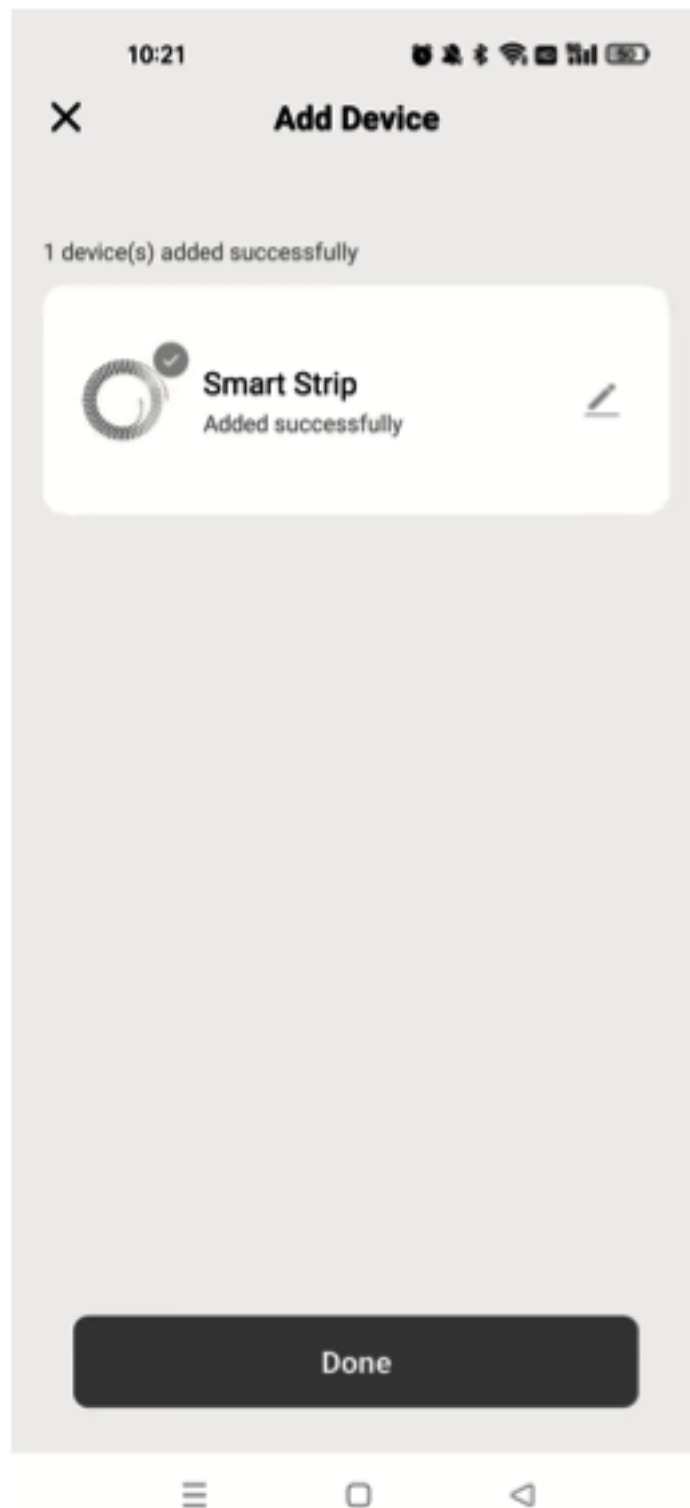 10:21
Add Device
1 device(s) added successfully
Smart Strip
Added successfully
Done